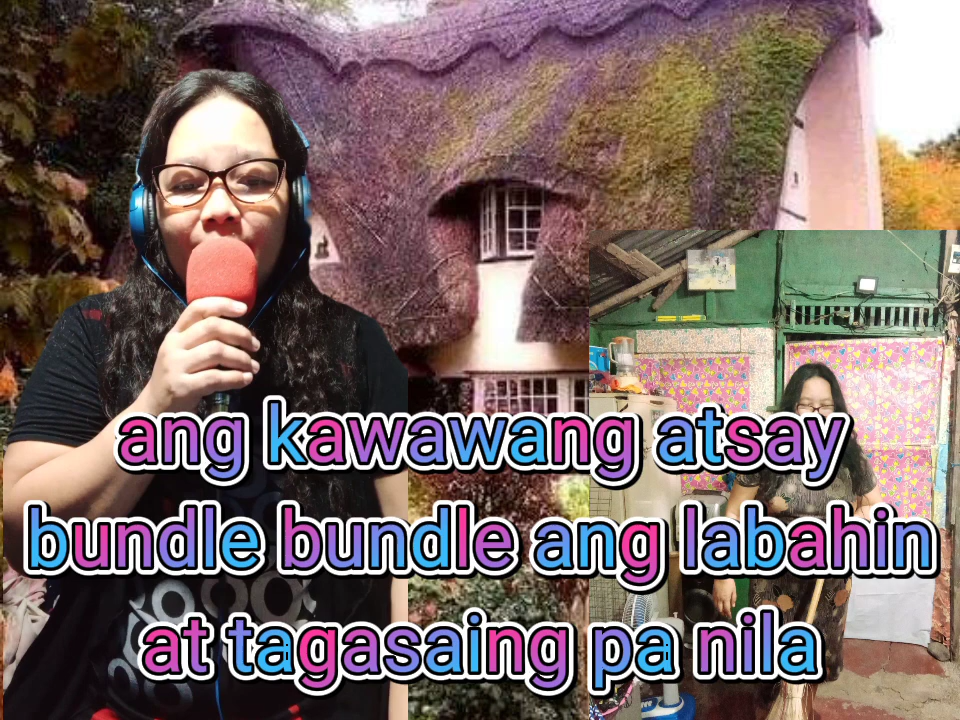 ang kawawang atsay
bundle bundle ang labahin
at tagasaing pa nila